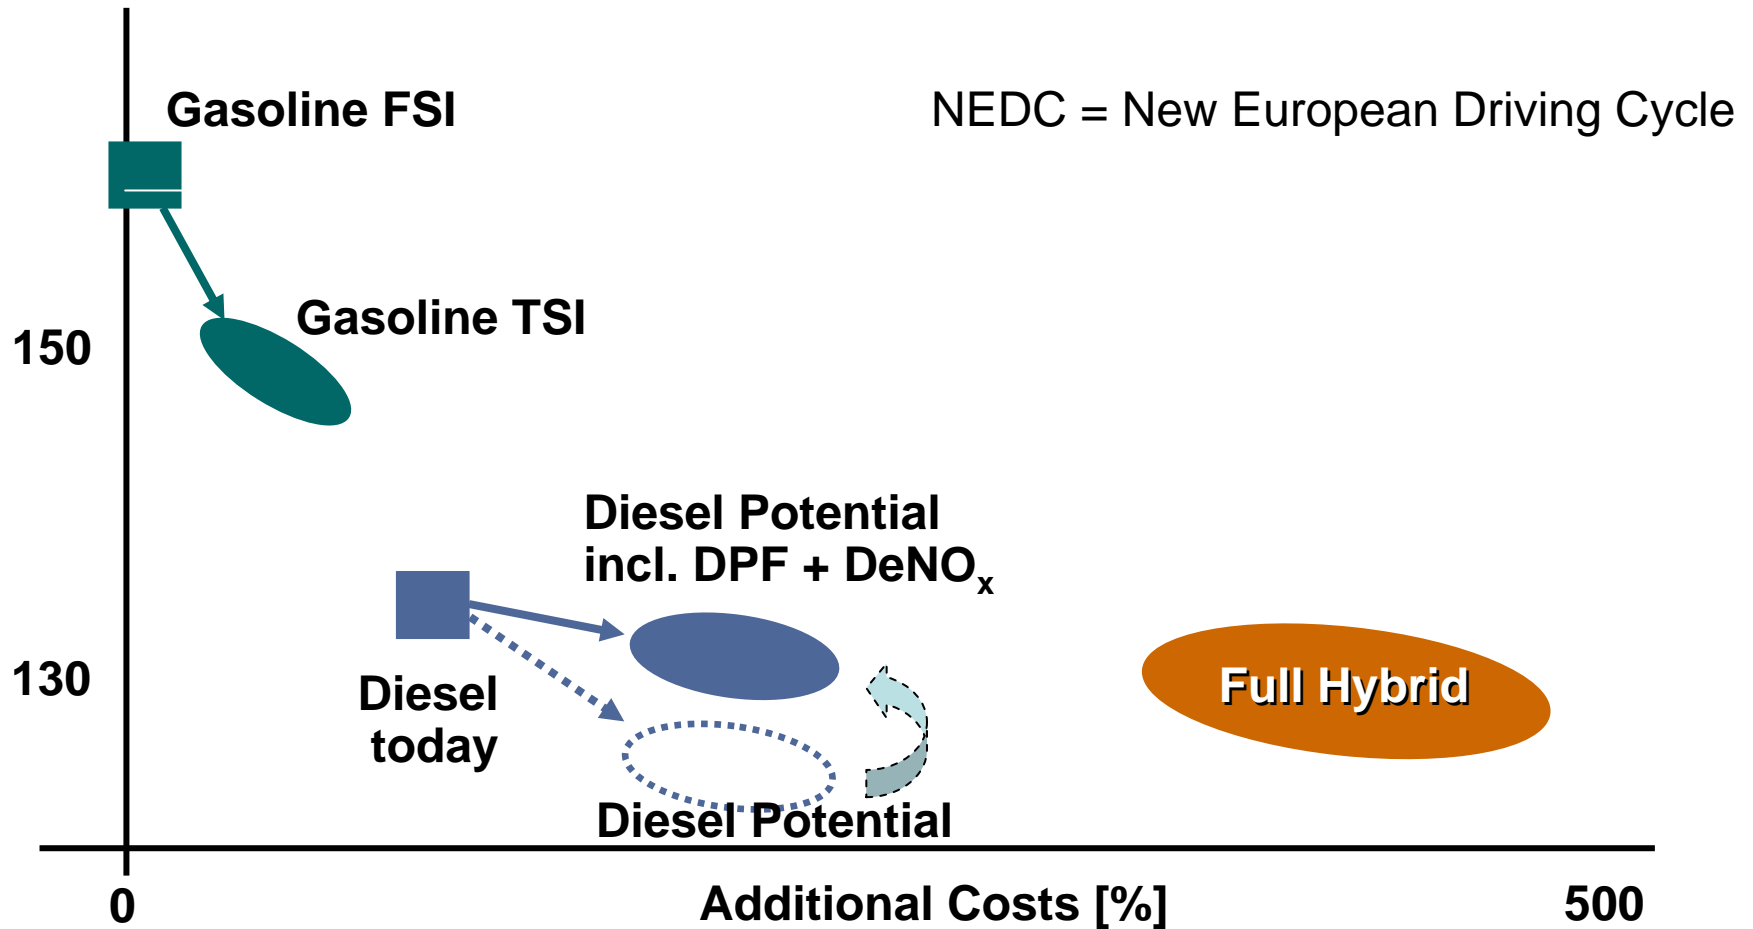 Gasoline FSI
NEDC = New European Driving Cycle
Gasoline TSI
150
Diesel Potential
incl. DPF + DeNOₓ
130
Diesel
today
Full Hybrid
Diesel Potential
0
Additional Costs [%]
500